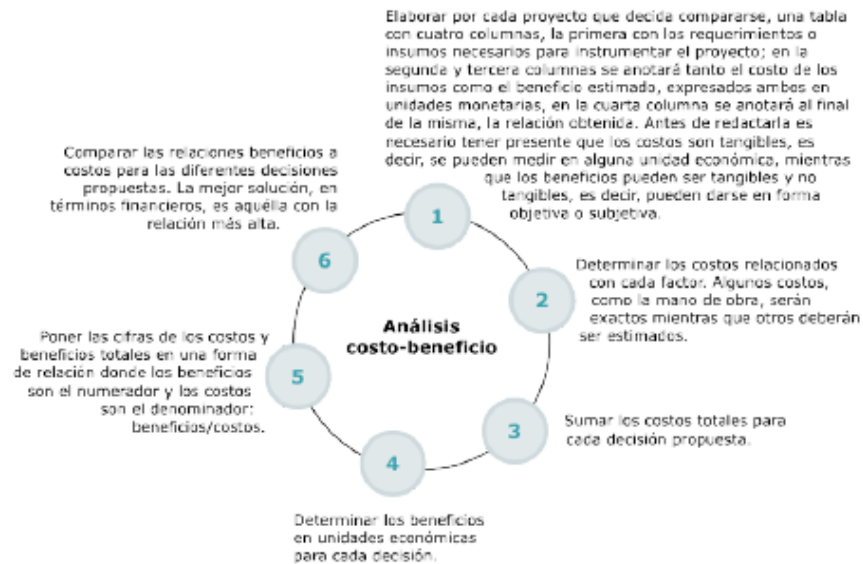 Elaborar por cada proyecto que decida compararse, una tabla
con cuatro columnas, la primera con los requerimientos o
insumos necesarios para instrumentar el proyecto; en la
segunda y tercera columnas se anotará tanto el costo de los
insumos como el beneficio estimado, expresados ambos en
unidades monetarias, en la cuarta columna se anotará al final
de la misma, la relación obtenida. Antes de redactarla es
necesario tener presente que los costos son tangibles, es
decir, se pueden medir en alguna unidad económica, mientras
que los beneficios pueden ser tangibles y no
tangibles, es decir, pueden darse en forma
objetiva o subjetiva.
1
Determinar los costos relacionados
con cada factor. Algunos costos,
como la mano de obra, serán
exactos mientras que otros deberán
ser estimados.
2
Sumar los costos totales para
cada decisión propuesta.
3
Determinar los beneficios
en unidades económicas
para cada decisión.
4
Poner las cifras de los costos y
beneficios totales en una forma
de relación donde los beneficios
son el numerador y los costos
son el denominador:
beneficios/costos.
5
Comparar las relaciones beneficios a
costos para las diferentes decisiones
propuestas. La mejor solución, en
términos financieros, es aquélla con la
relación más alta.
6
Análisis
costo-beneficio